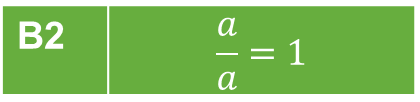 B2
a/a = 1